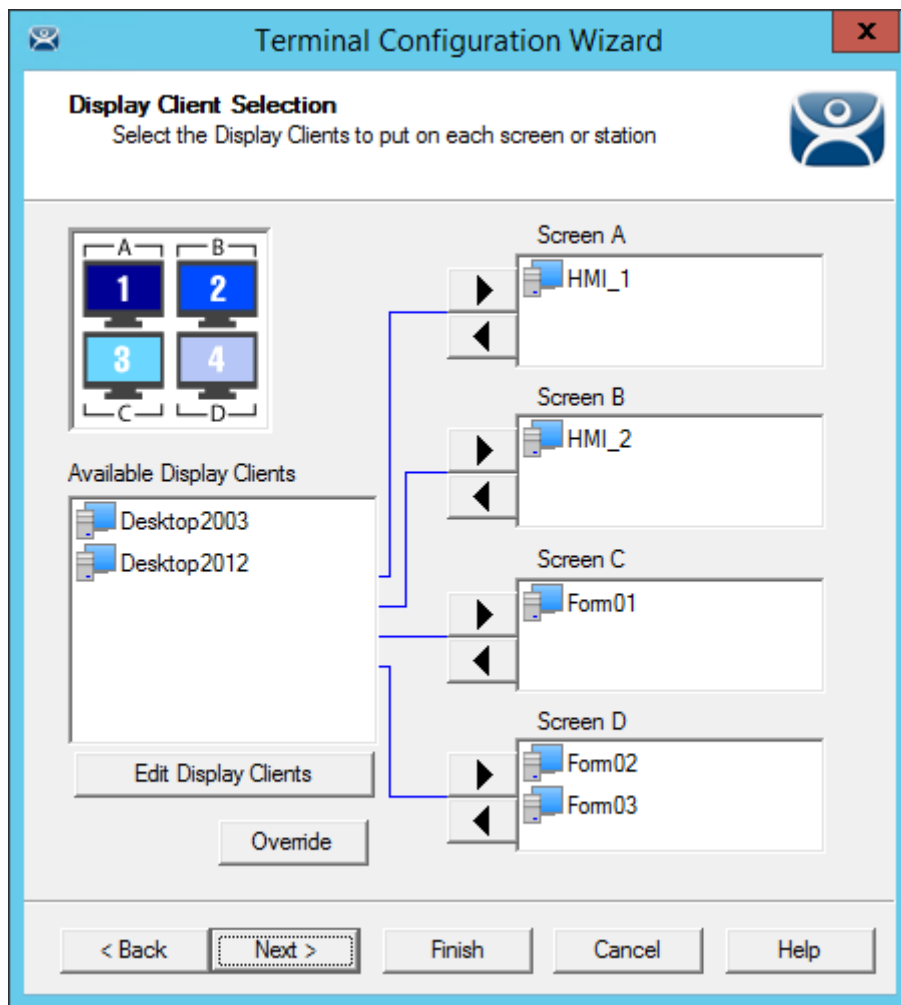 Terminal Configuration Wizard
x
Display Client Selection
Select the Display Clients to put on each screen or station
A B
1 2
3 4
C D
Available Display Clients
Desktop2003
Desktop2012
Edit Display Clients
Override
Screen A
HMI_1
Screen B
HMI_2
Screen C
Form01
Screen D
Form02
Form03
< Back Next > Finish Cancel Help